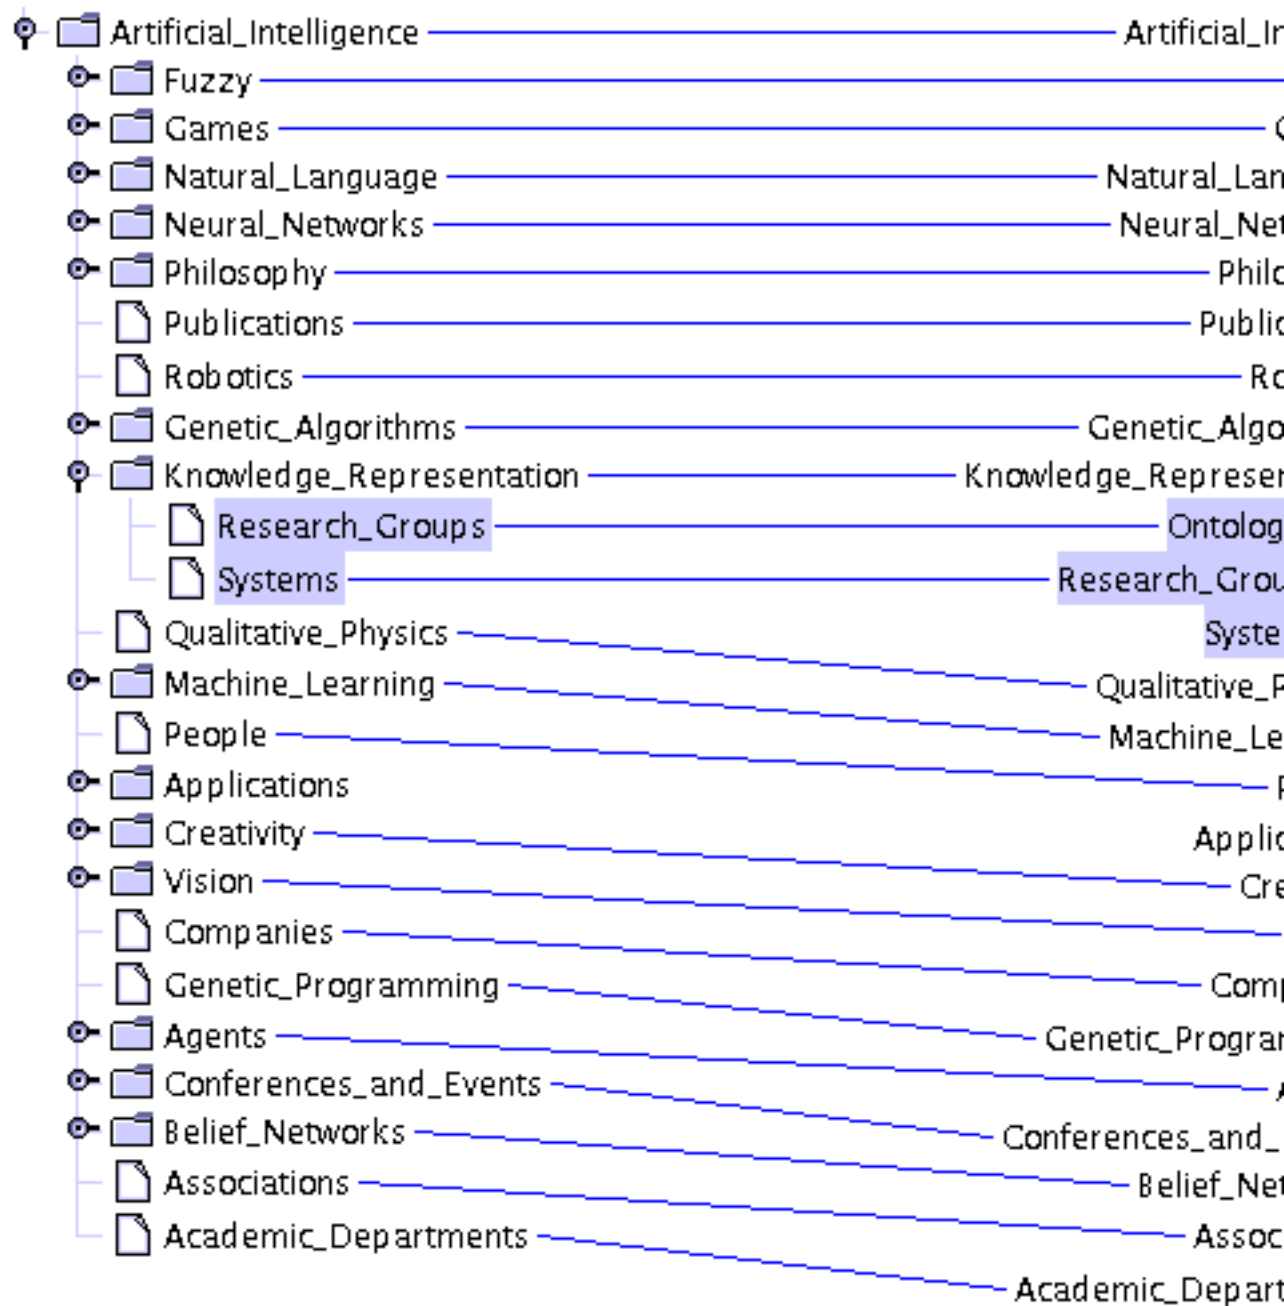 Artificial_Intelligence Artificial_In
Fuzzy
Games
Natural_Language Natural_Lan
Neural_Networks Neural_Net
Philosophy Philo
Publications Public
Robotics Ro
Genetic_Algorithms Genetic_Algo
Knowledge_Representation Knowledge_Represen
Research_Groups Ontolog
Systems Research_Grou
Syste
Qualitative_Physics Qualitative_P
Machine_Learning Machine_Le
People
Applications
Applic
Creativity
Cre
Vision
Companies Comp
Genetic_Programming
Genetic_Program
Agents
Conferences_and_Events
Conferences_and_
Belief_Networks
Belief_Net
Associations
Assoc
Academic_Departments
Academic_Depart